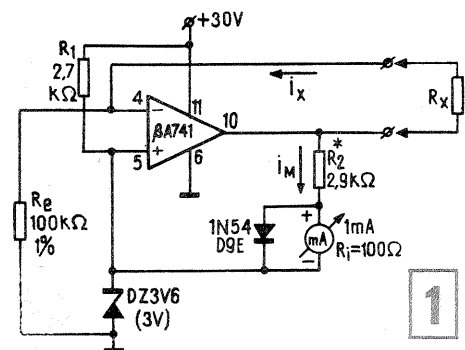 +30V
R1
2,7
kΩ
4
11
10
−
βA741
+
5
6
ix
Rx
R2*
2,9kΩ
iM
Re
100kΩ
1%
1N54
D9E
+
mA
−
1mA
Ri=100Ω
DZ3V6
(3V)
1